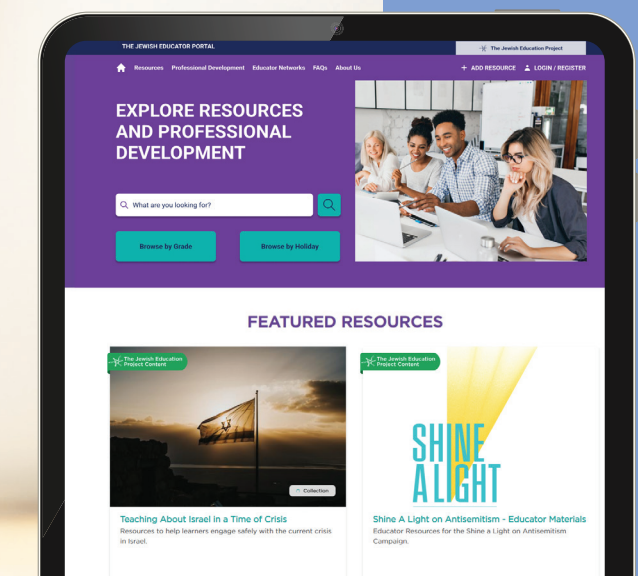 THE JEWISH EDUCATOR PORTAL
The Jewish Education Project
Resources Professional Development Educator Networks FAQs About Us
+ ADD RESOURCE LOGIN / REGISTER
EXPLORE RESOURCES
AND PROFESSIONAL
DEVELOPMENT
What are you looking for?
Browse by Grade
Browse by Holiday
FEATURED RESOURCES
The Jewish Education
Project Content
Collection
Teaching About Israel in a Time of Crisis
Resources to help learners engage safely with the current crisis
in Israel.
The Jewish Education
Project Content
SHINE
A LIGHT
Shine A Light on Antisemitism - Educator Materials
Educator Resources for the Shine a Light on Antisemitism
Campaign.